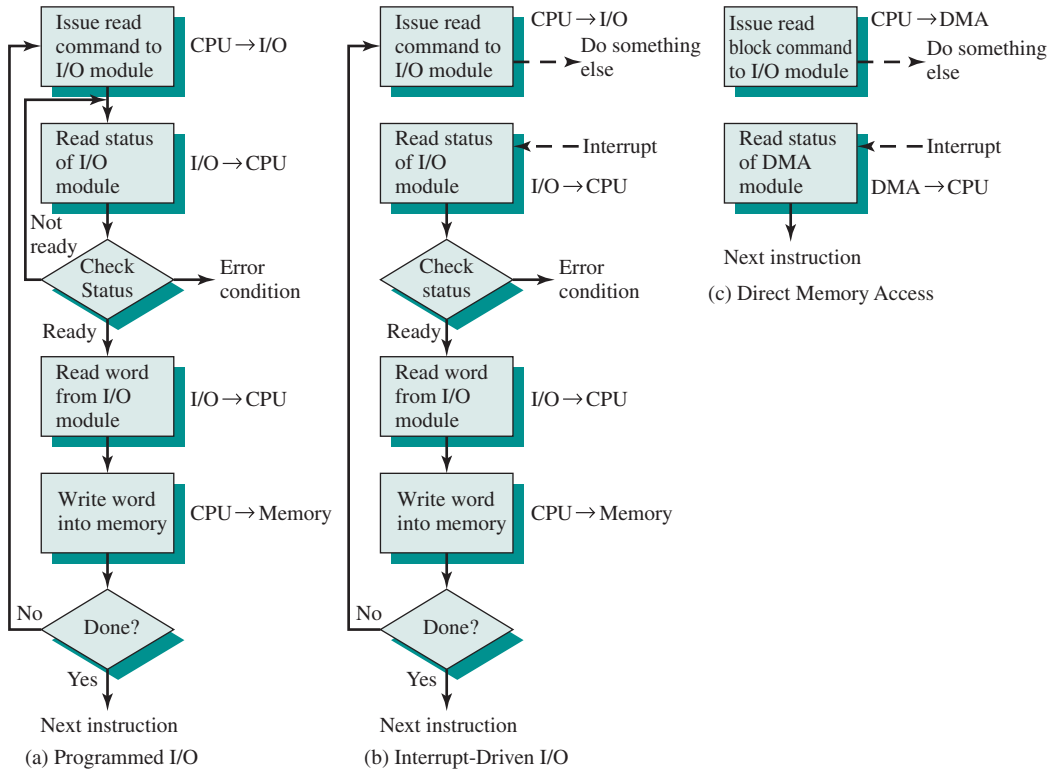 Issue read
command to
I/O module
CPU → I/O
Read status
of I/O
module
I/O → CPU
Not
ready
Check
Status
Error
condition
Ready
Read word
from I/O
module
I/O → CPU
Write word
into memory
CPU → Memory
No
Done?
Yes
Next instruction
(a) Programmed I/O
Issue read
command to
I/O module
CPU → I/O
Do something
else
Read status
of I/O
module
Interrupt
I/O → CPU
Check
status
Error
condition
Ready
Read word
from I/O
module
I/O → CPU
Write word
into memory
CPU → Memory
No
Done?
Yes
Next instruction
(b) Interrupt-Driven I/O
Issue read
block command
to I/O module
CPU → DMA
Do something
else
Read status
of DMA
module
Interrupt
DMA → CPU
Next instruction
(c) Direct Memory Access